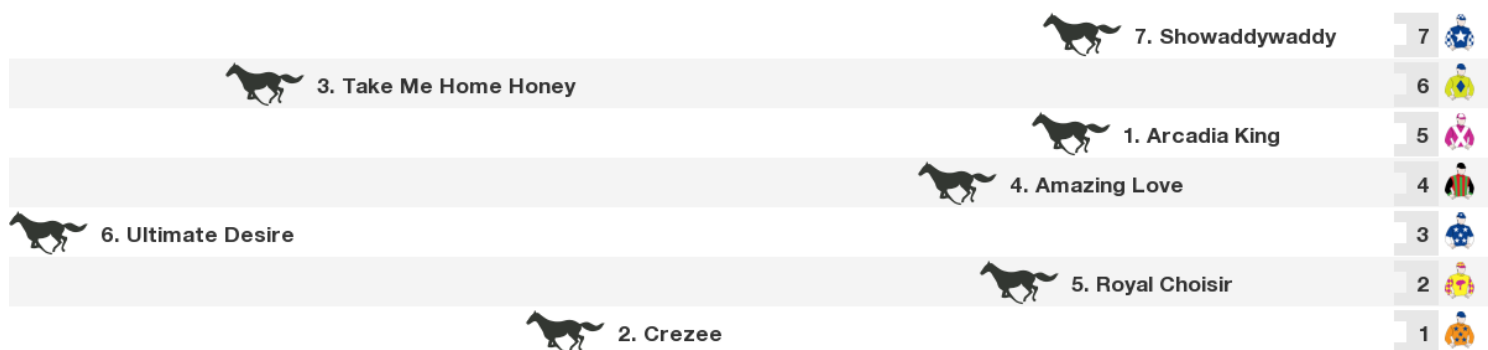 7. Showaddywaddy 7
3. Take Me Home Honey 6
1. Arcadia King 5
4. Amazing Love 4
6. Ultimate Desire 3
5. Royal Choisir 2
2. Crezee 1